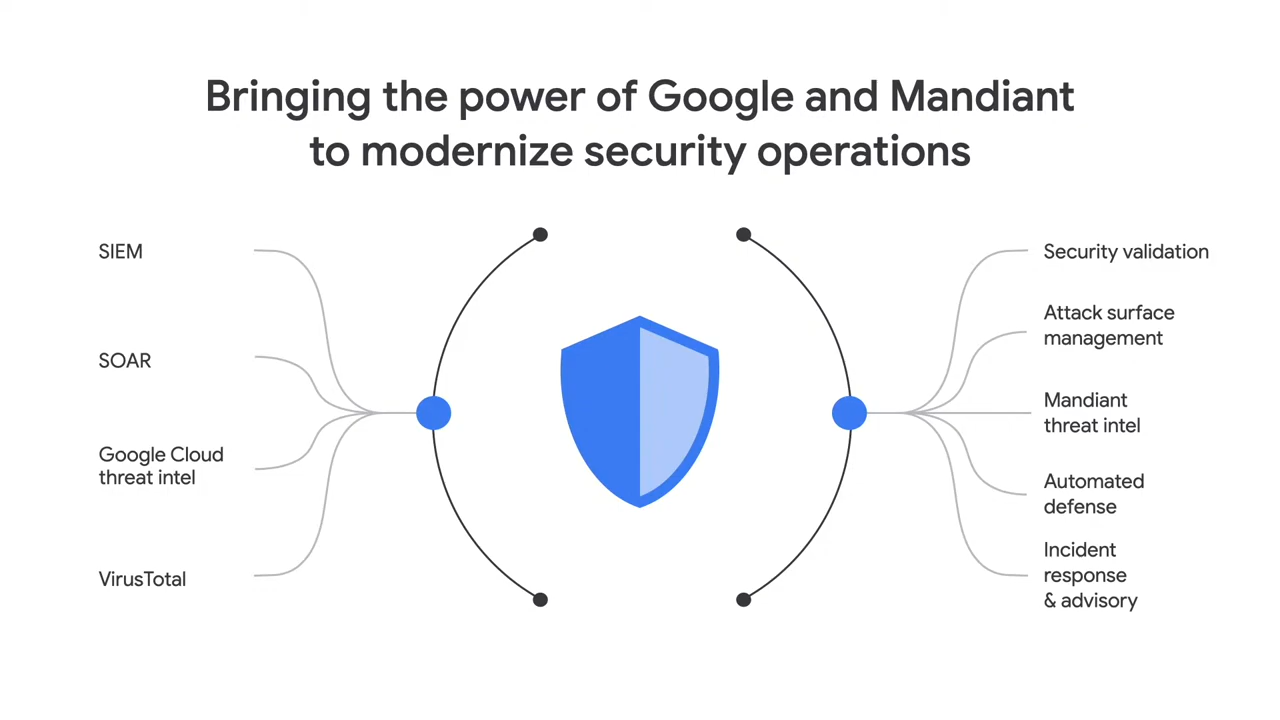 Bringing the power of Google and Mandiant
to modernize security operations
SIEM
SOAR
Google Cloud
threat intel
VirusTotal
Security validation
Attack surface
management
Mandiant
threat intel
Automated
defense
Incident
response
& advisory